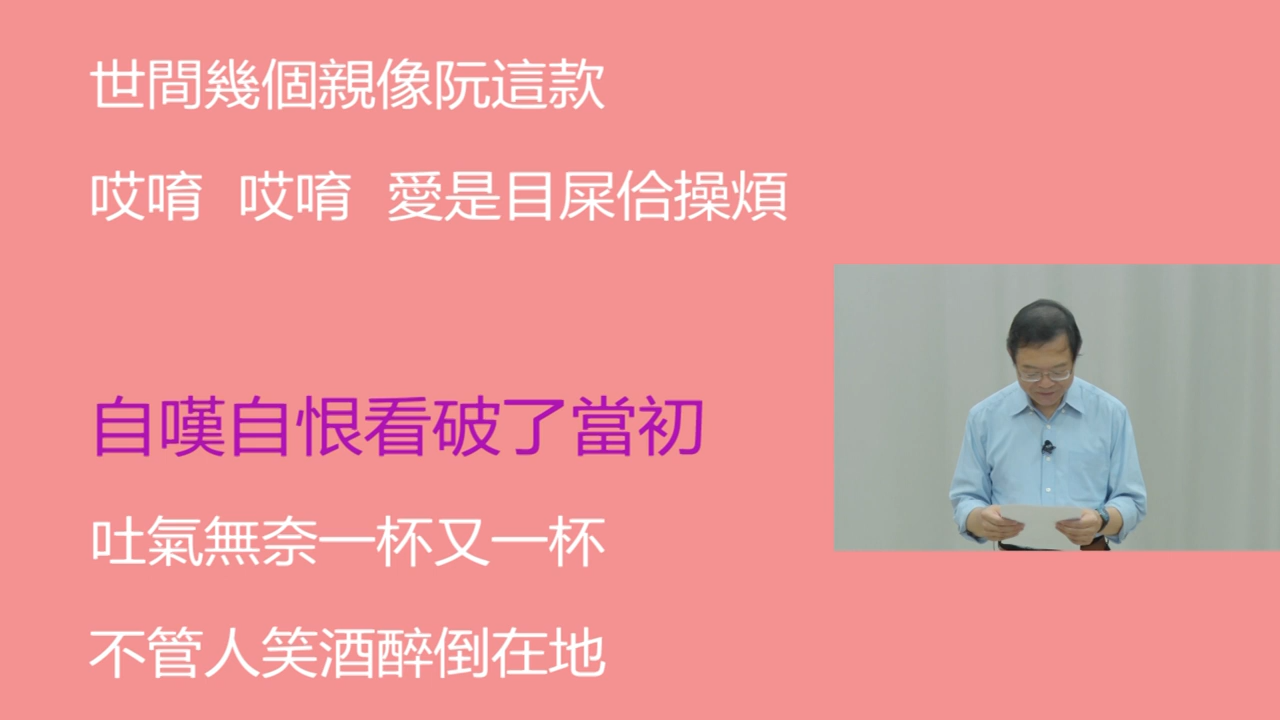 世間幾個親像阮這款
哎唷 哎唷 愛是目屎佮操煩
自嘆自恨看破了當初
吐氣無奈一杯又一杯
不管人笑酒醉倒在地